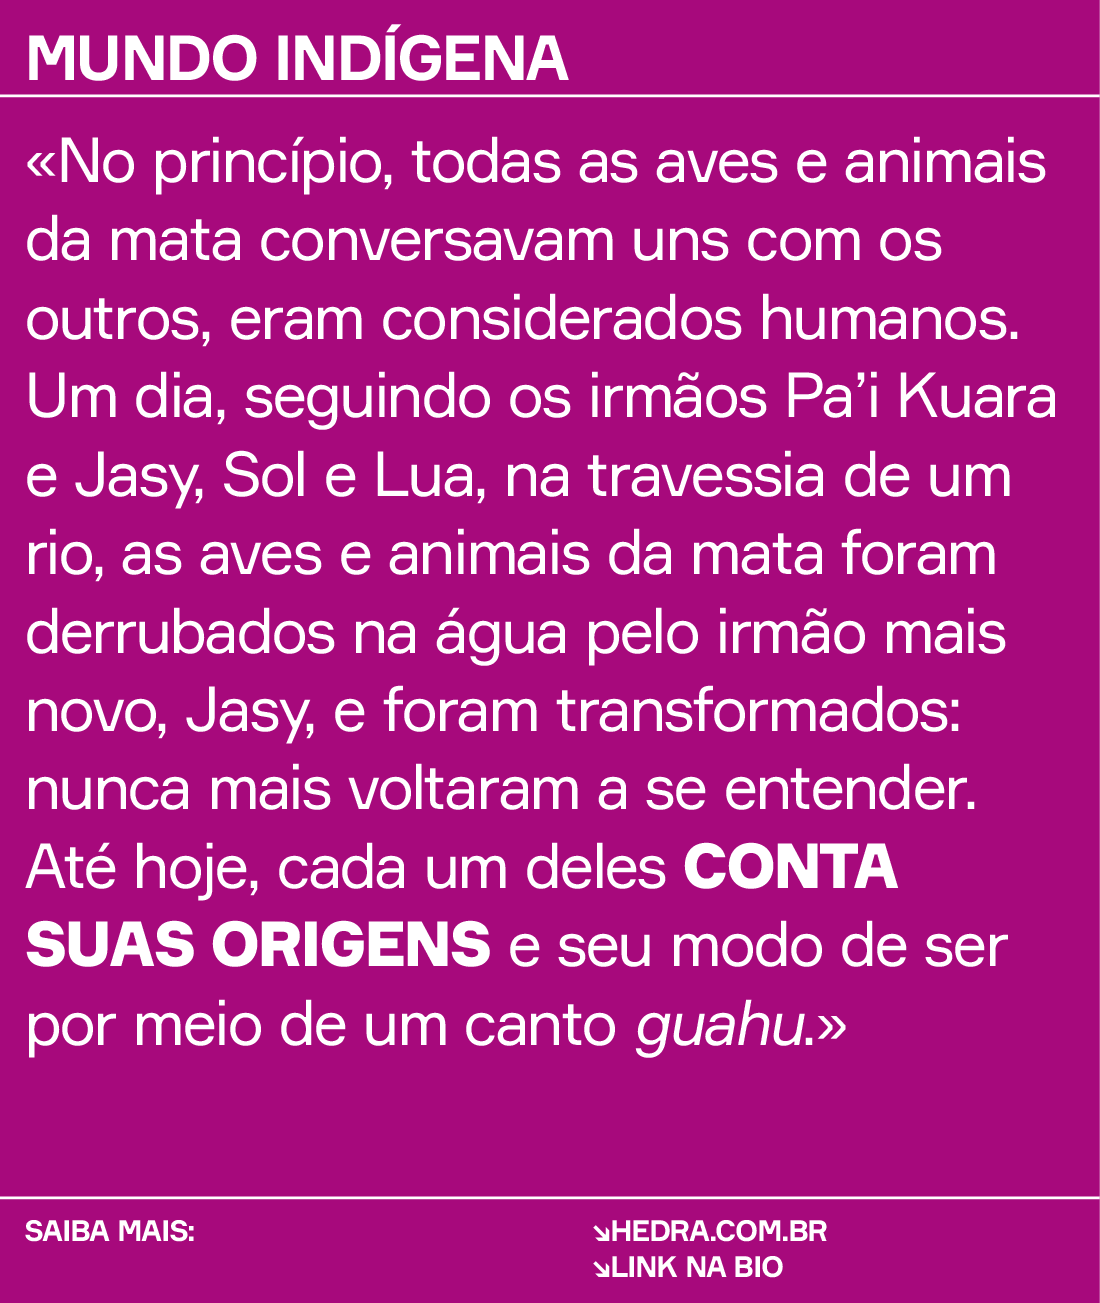 MUNDO INDÍGENA
«No princípio, todas as aves e animais
da mata conversavam uns com os
outros, eram considerados humanos.
Um dia, seguindo os irmãos Pa’i Kuara
e Jasy, Sol e Lua, na travessia de um
rio, as aves e animais da mata foram
derrubados na água pelo irmão mais
novo, Jasy, e foram transformados:
nunca mais voltaram a se entender.
Até hoje, cada um deles CONTA
SUAS ORIGENS e seu modo de ser
por meio de um canto guahu.»
SAIBA MAIS:
↘HEDRA.COM.BR
↘LINK NA BIO